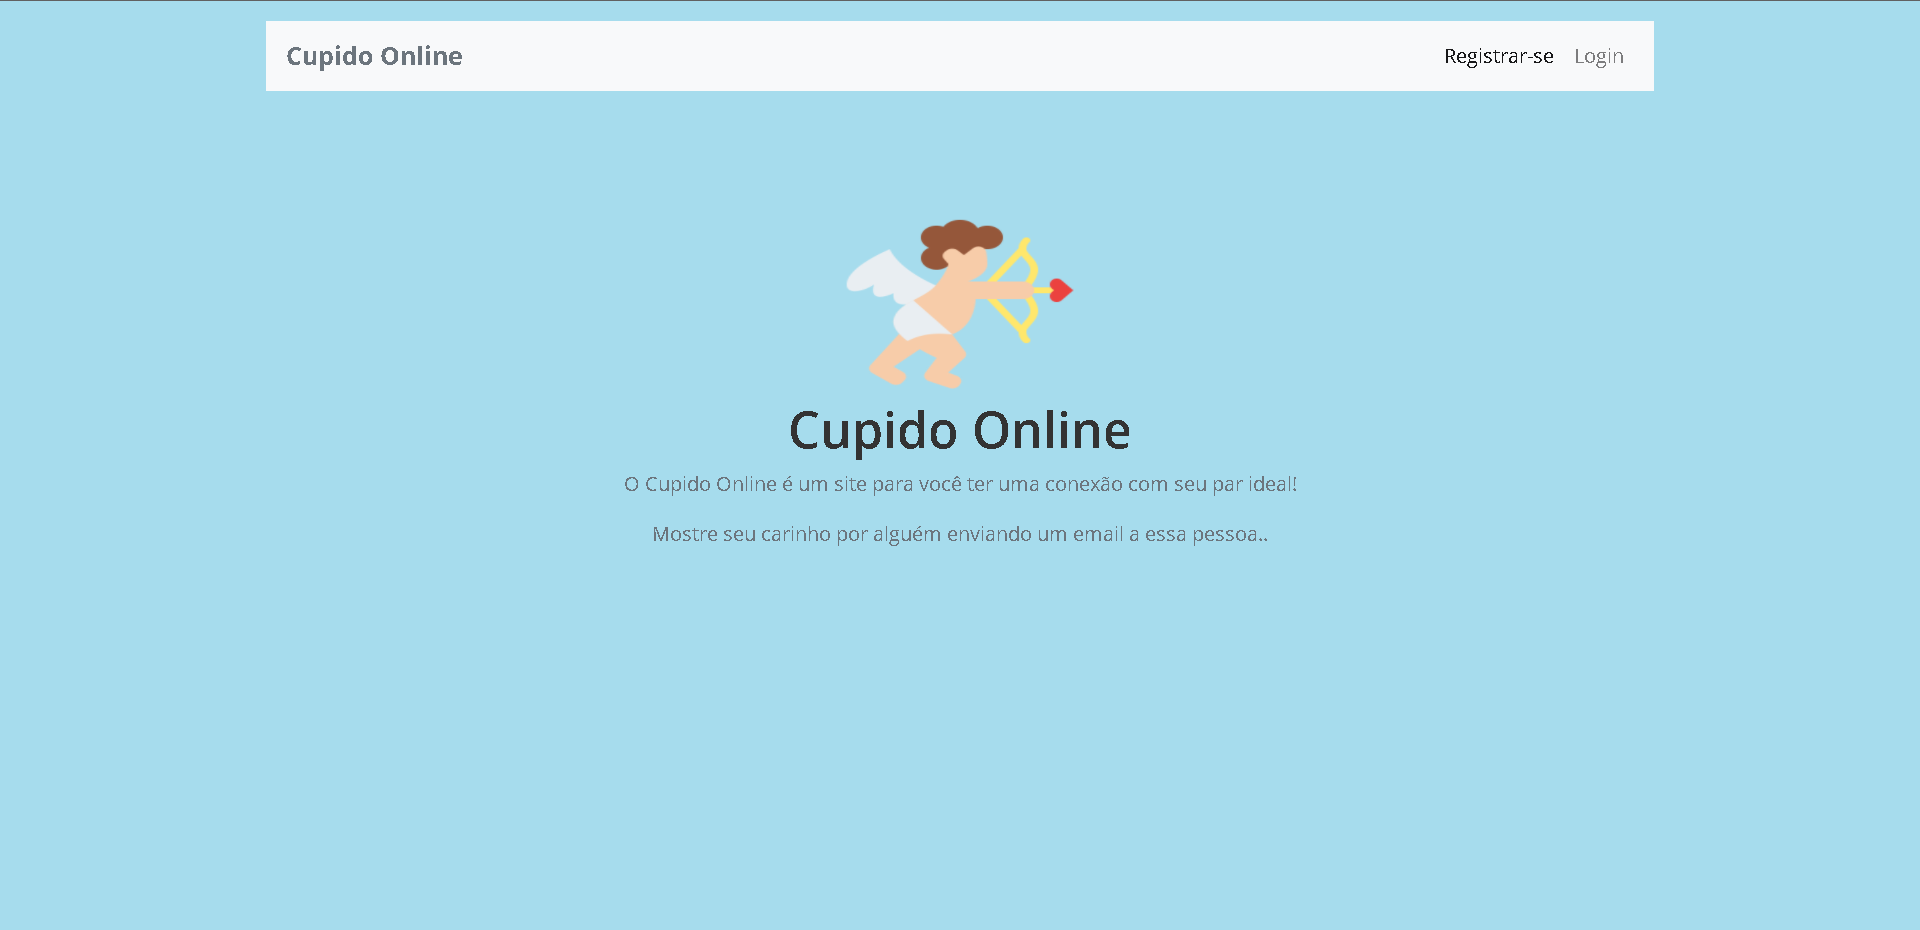 Cupido Online
Registrar-se Login
Cupido Online
O Cupido Online é um site para você ter uma conexão com seu par ideal!
Mostre seu carinho por alguém enviando um email a essa pessoa..